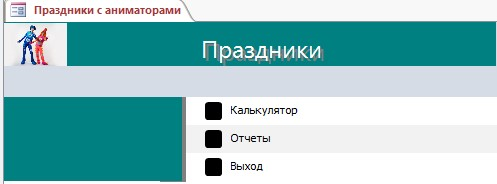 Праздники с аниматорами
Праздники
Калькулятор
Отчеты
Выход